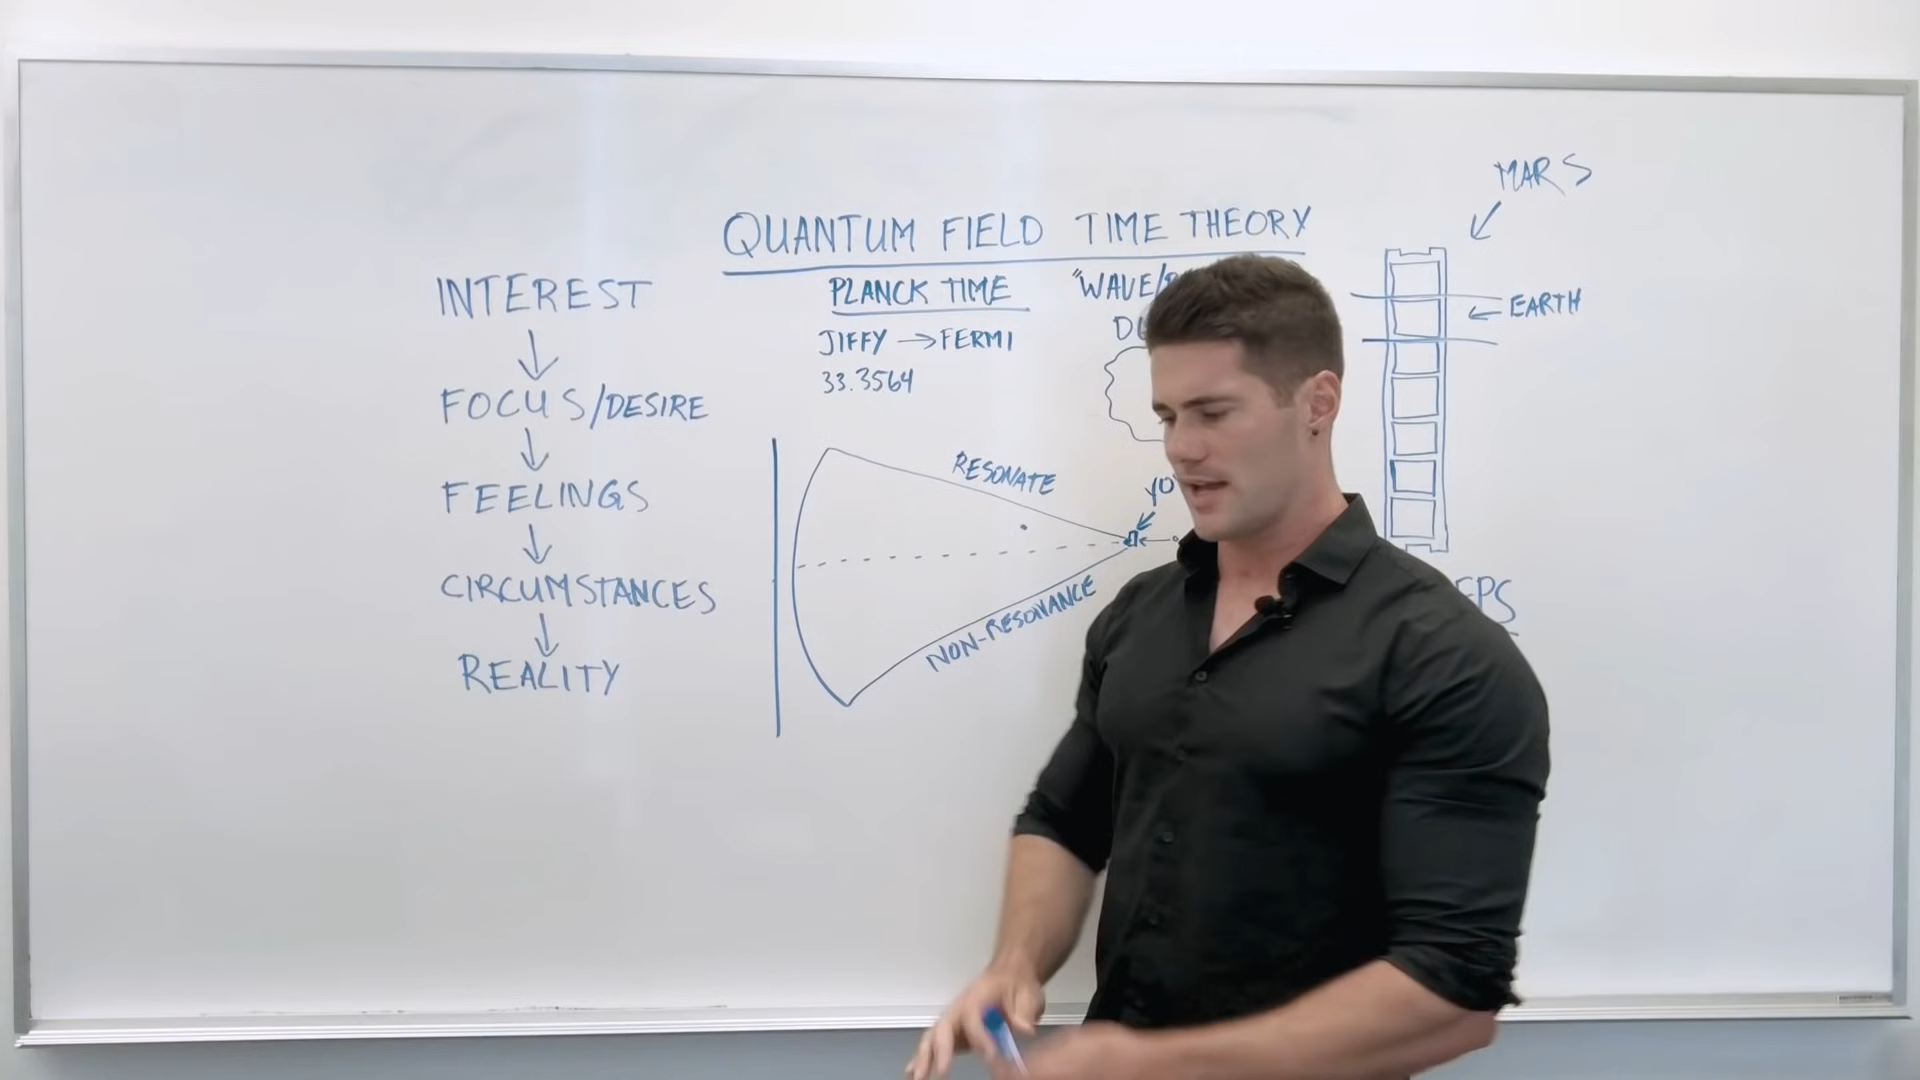 QUANTUM FIELD TIME THEORY
INTEREST
FOCUS/DESIRE
FEELINGS
CIRCUMSTANCES
REALITY
PLANCK TIME
JIFFY → FERMI
33.3564
"WAVE/
RESONATE
NON-RESONANCE
MARS
EARTH